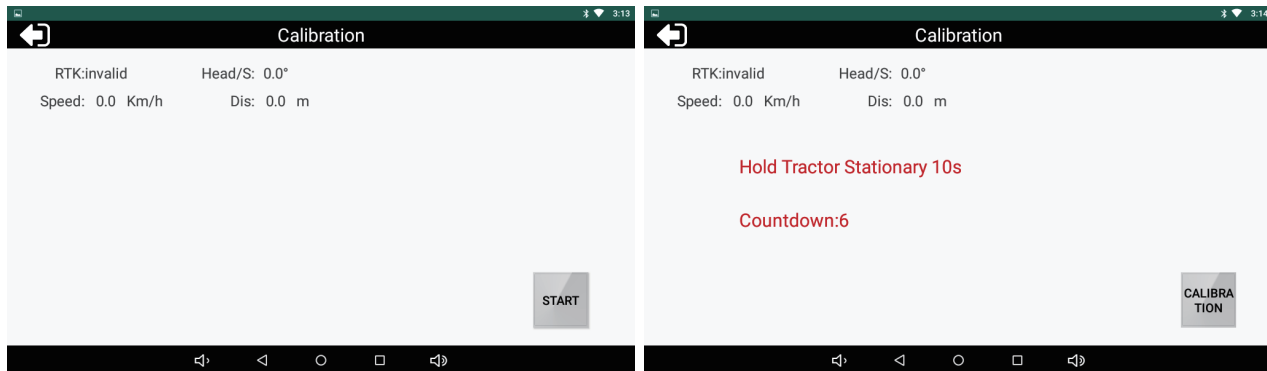 3:13
Calibration
RTK:invalid Head/S: 0.0°
Speed: 0.0 Km/h Dis: 0.0 m
START
3:14
Calibration
RTK:invalid Head/S: 0.0°
Speed: 0.0 Km/h Dis: 0.0 m
Hold Tractor Stationary 10s
Countdown:6
CALIBRA
TION